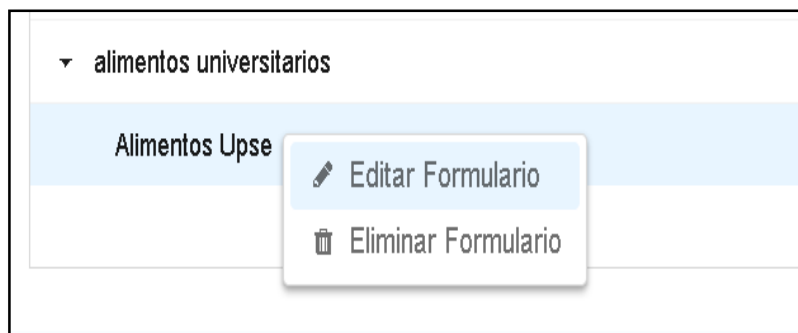 alimentos universitarios
Alimentos Upse
Editar Formulario
Eliminar Formulario